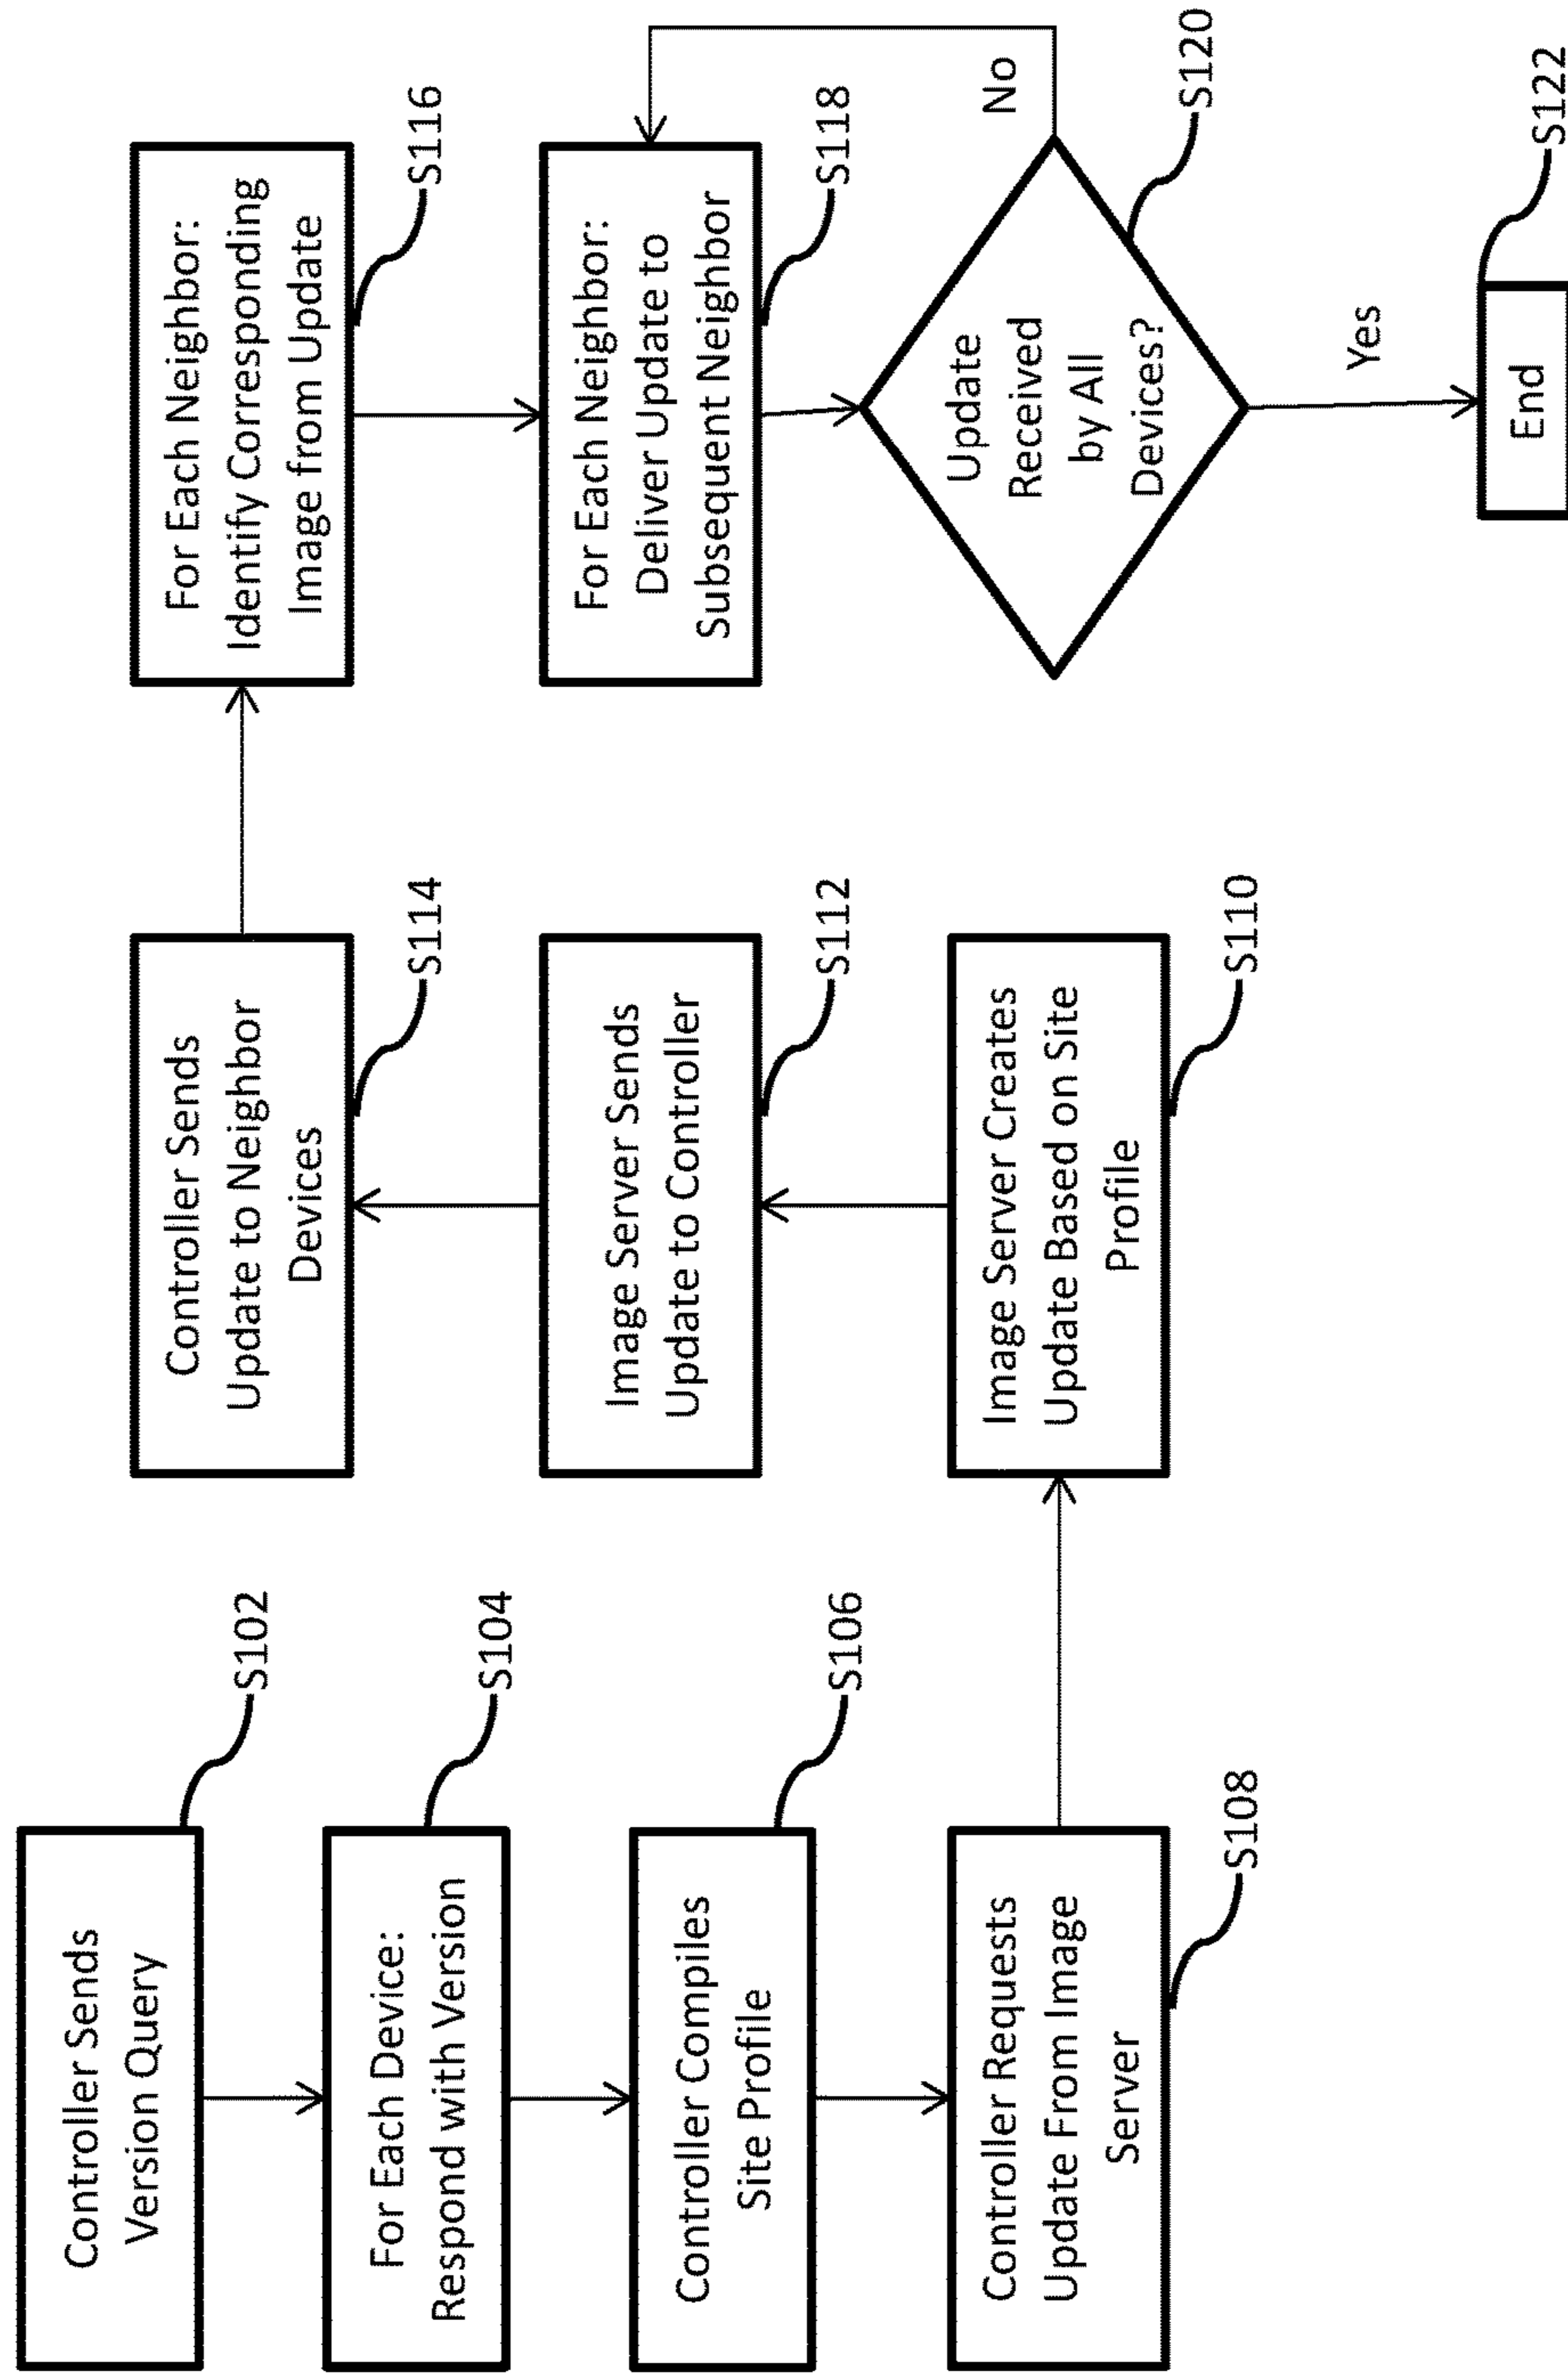 Controller Sends
Version Query
S102
For Each Device:
Respond with Version
S104
Controller Compiles
Site Profile
S106
Controller Requests
Update From Image
Server
S108
Image Server Creates
Update Based on Site
Profile
S110
Image Server Sends
Update to Controller
S112
Controller Sends
Update to Neighbor
Devices
S114
For Each Neighbor:
Identify Corresponding
Image from Update
S116
For Each Neighbor:
Deliver Update to
Subsequent Neighbor
S118
Update
Received
by All
Devices?
S120
No
Yes
End
S122